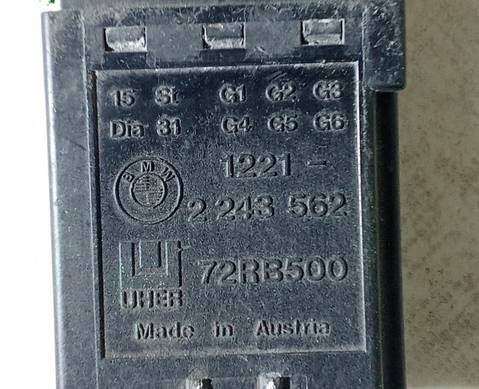 15 St G1 G2 G3
Dia 31 G4 G5 G6
BMW 1221 -
2 243 562
UHER 72RB500
Made in Austria